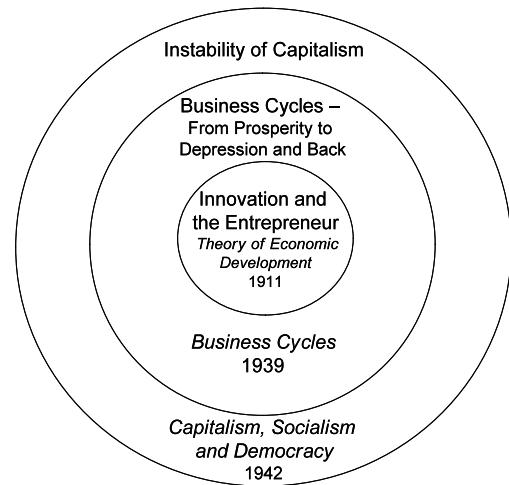 Instability of Capitalism
Business Cycles –
From Prosperity to
Depression and Back
Innovation and
the Entrepreneur
Theory of Economic
Development
1911
Business Cycles
1939
Capitalism, Socialism
and Democracy
1942